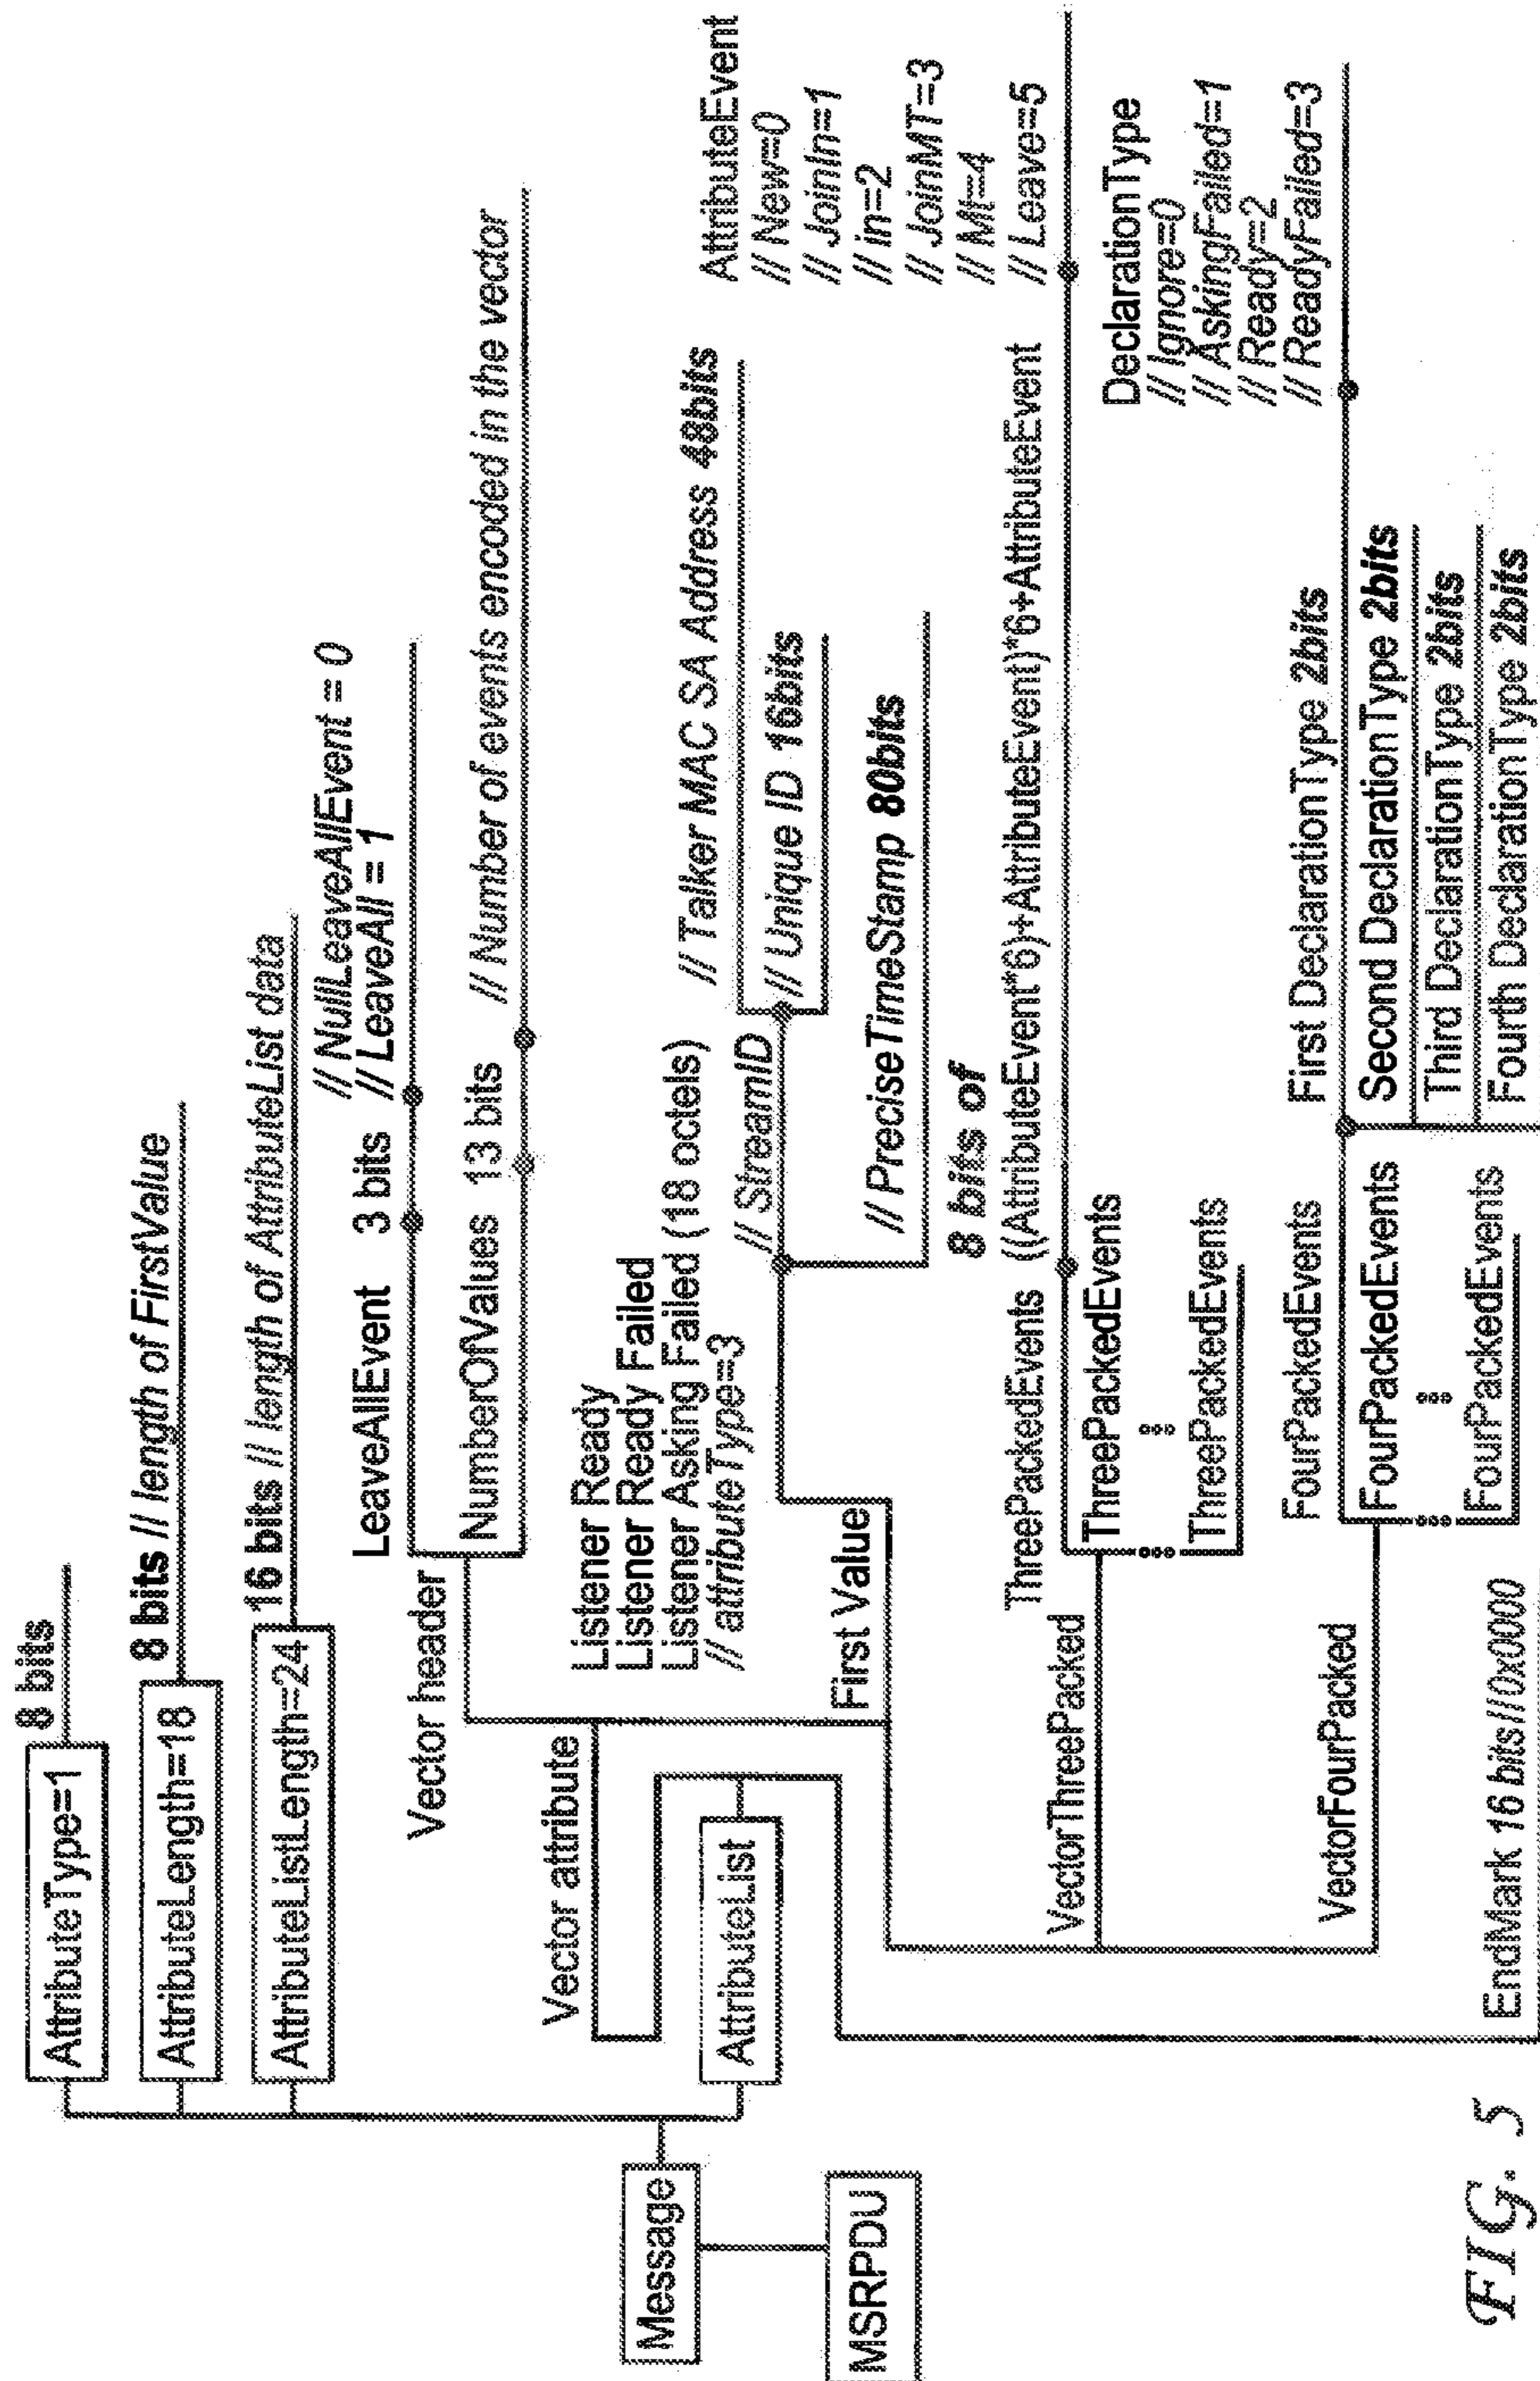 AttributeType=1
8 bits
AttributeLength=18
8 bits // length of FirstValue
AttributeListLength=24
16 bits // length of AttributeList data
Message
MSRPDU
AttributeList
Vector attribute
Vector header
LeaveAllEvent 3 bits
// NullLeaveAllEvent = 0
// LeaveAll = 1
NumberOfValues 13 bits
// Number of events encoded in the vector
Listener Ready
Listener Ready Failed
Listener Asking Failed (18 octets)
// attributeType=3
First Value
// StreamID
// Talker MAC SA Address 48bits
// Unique ID 16bits
// PreciseTimeStamp 80bits
8 bits of
VectorThreePacked
ThreePackedEvents ((AttributeEvent*6)+AttributeEvent)*6+AttributeEvent
ThreePackedEvents
ThreePackedEvents
AttributeEvent
// New=0
// JoinIn=1
// in=2
// JoinMT=3
// Mt=4
// Leave=5
VectorFourPacked
FourPackedEvents
FourPackedEvents
FourPackedEvents
First DeclarationType 2bits
Second DeclarationType 2bits
Third DeclarationType 2bits
Fourth DeclarationType 2bits
DeclarationType
// Ignore=0
// AskingFailed=1
// Ready=2
// ReadyFailed=3
EndMark 16 bits//0x0000
FIG. 5